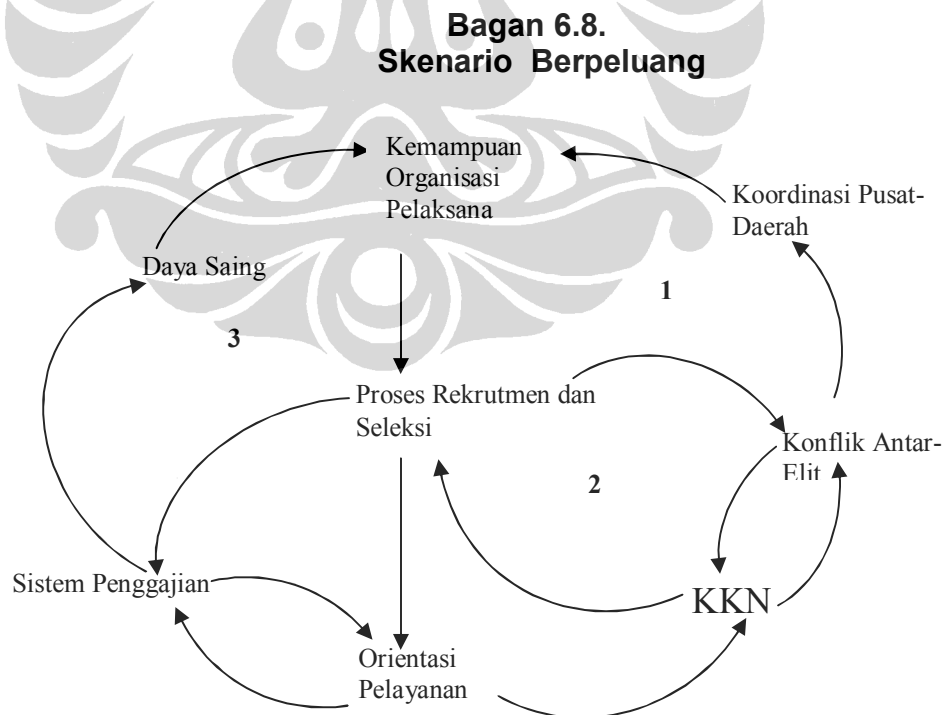 Bagan 6.8.
Skenario Berpeluang
Kemampuan
Organisasi
Pelaksana
Koordinasi Pusat-
Daerah
Daya Saing
1
3
Proses Rekrutmen dan
Seleksi
Konflik Antar-
Elit
2
Sistem Penggajian
KKN
Orientasi
Pelayanan